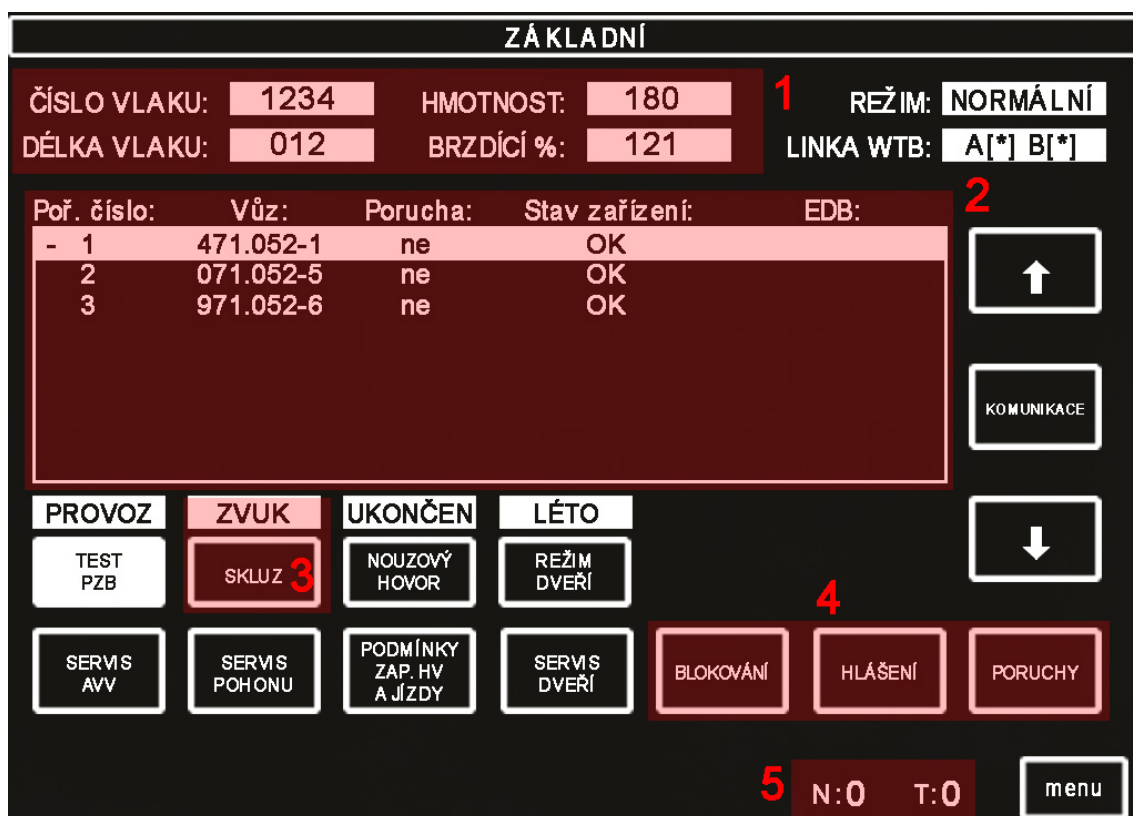 ZÁKLADNÍ
ČÍSLO VLAKU: 1234 HMOTNOST: 180 1 REŽIM: NORMÁLNÍ
DÉLKA VLAKU: 012 BRZDÍCÍ %: 121 LINKA WTB: A[*] B[*]
2
Poř. číslo: Vůz: Porucha: Stav zařízení: EDB:
- 1 471.052-1 ne OK
2 071.052-5 ne OK
3 971.052-6 ne OK
KOMUNIKACE
PROVOZ ZVUK UKONČEN LÉTO
TEST PZB SKLUZ 3 NOUZOVÝ HOVOR REŽIM DVEŘÍ
4
SERVIS AVV SERVIS POHONU PODMÍNKY ZAP. HV A JÍZDY SERVIS DVEŘÍ BLOKOVÁNÍ HLÁŠENÍ PORUCHY
5 N:0 T:0 menu